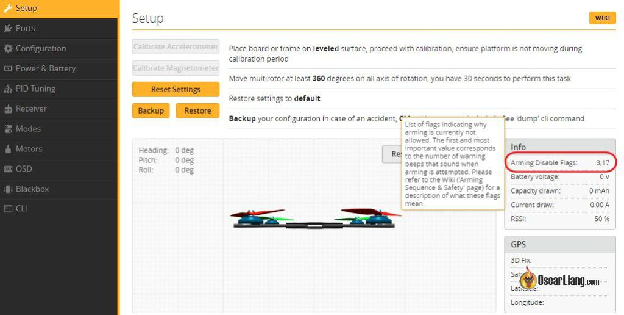 Setup
Ports
Configuration
Power & Battery
PID Tuning
Receiver
Modes
Motors
OSD
Blackbox
CLI
Setup
WIKI
Calibrate Accelerometer
Place board or frame on leveled surface, proceed with calibration, ensure platform is not moving during
calibration period
Calibrate Magnetometer
Move multirotor at least 360 degrees on all axis of rotation, you have 30 seconds to perform this task
Reset Settings
Restore settings to default
Backup
Restore
Backup your configuration in case of an accident,
'dump' cli command
List of flags indicating why
arming is currently not
allowed. The first and most
important value corresponds
to the number of warning
beeps that sound when
arming is attempted. Please
refer to the Wiki ('Arming
Sequence & Safety' page) for a
description of what these flags
mean.
Heading: 0 deg
Pitch: 0 deg
Roll: 0 deg
Info
Arming Disable Flags: 3,17
Battery voltage: 0 V
Capacity drawn: 0 mAh
Current draw: 0.00 A
RSSI: 50 %
GPS
3D Fix:
OscarLiang.com
Longitude: